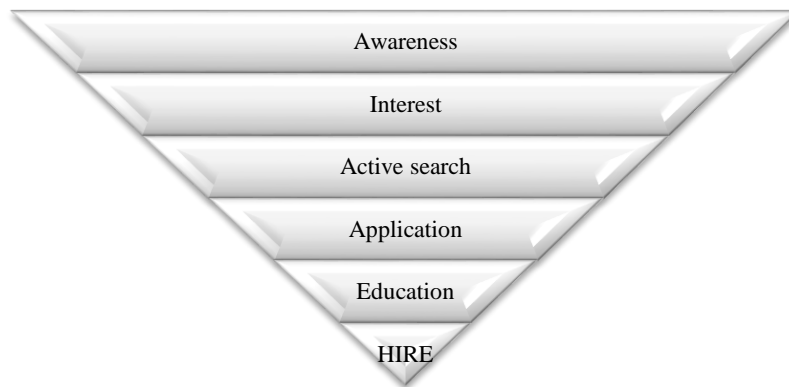 Awareness
Interest
Active search
Application
Education
HIRE